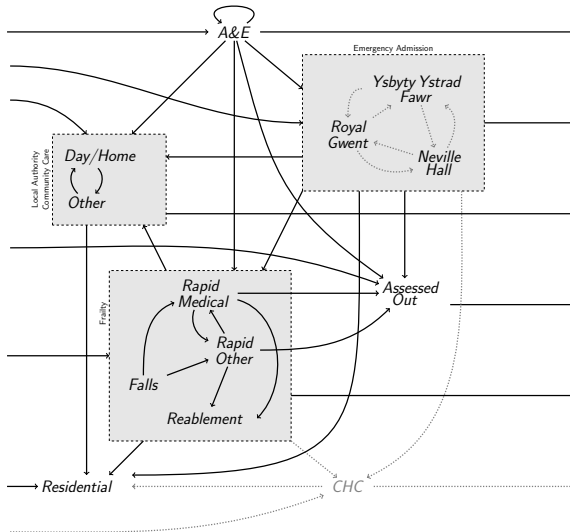 A&E
Emergency Admission
Ysbyty Ystrad
Fawr
Royal
Gwent
Neville
Hall
Local Authority
Community Care
Day/Home
Other
Frailty
Rapid
Medical
Rapid
Other
Falls
Reablement
Assessed
Out
Residential
CHC